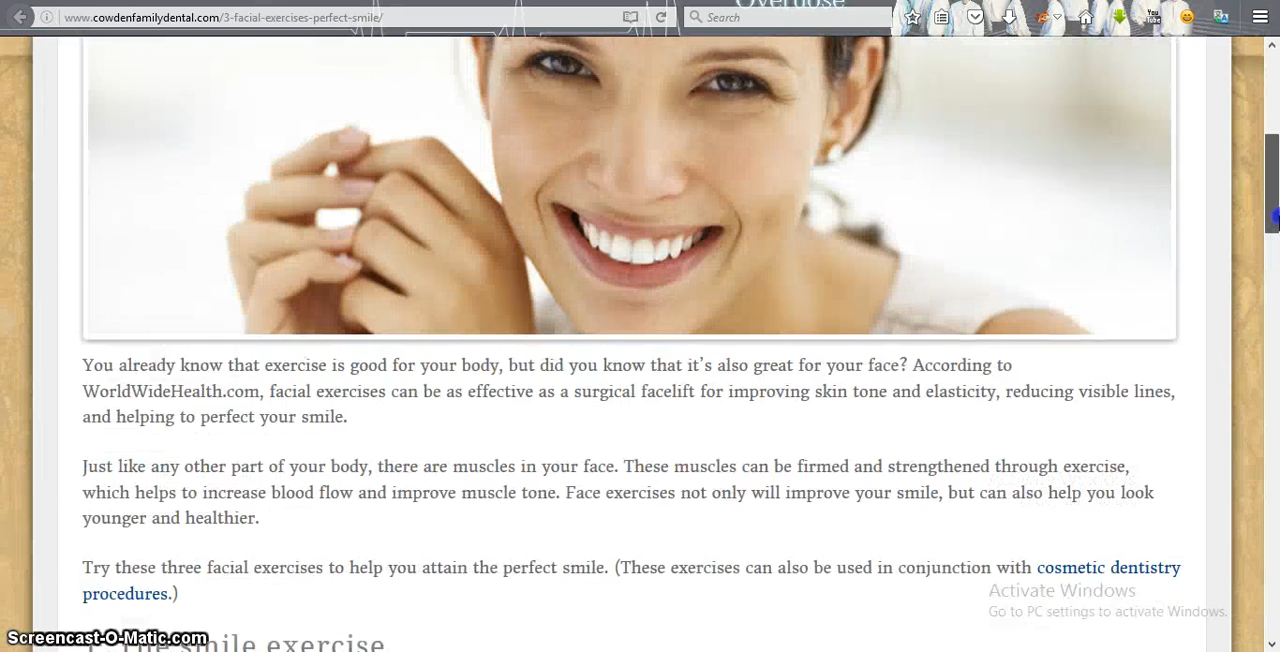 Overdose
www.cowdenfamilydental.com/3-facial-exercises-perfect-smile/
Search
You
Tube
You already know that exercise is good for your body, but did you know that it’s also great for your face? According to
WorldWideHealth.com, facial exercises can be as effective as a surgical facelift for improving skin tone and elasticity, reducing visible lines,
and helping to perfect your smile.
Just like any other part of your body, there are muscles in your face. These muscles can be firmed and strengthened through exercise,
which helps to increase blood flow and improve muscle tone. Face exercises not only will improve your smile, but can also help you look
younger and healthier.
Try these three facial exercises to help you attain the perfect smile. (These exercises can also be used in conjunction with cosmetic dentistry
procedures.)
Activate Windows
Go to PC settings to activate Windows.
1. The smile exercise
Screencast-O-Matic.com